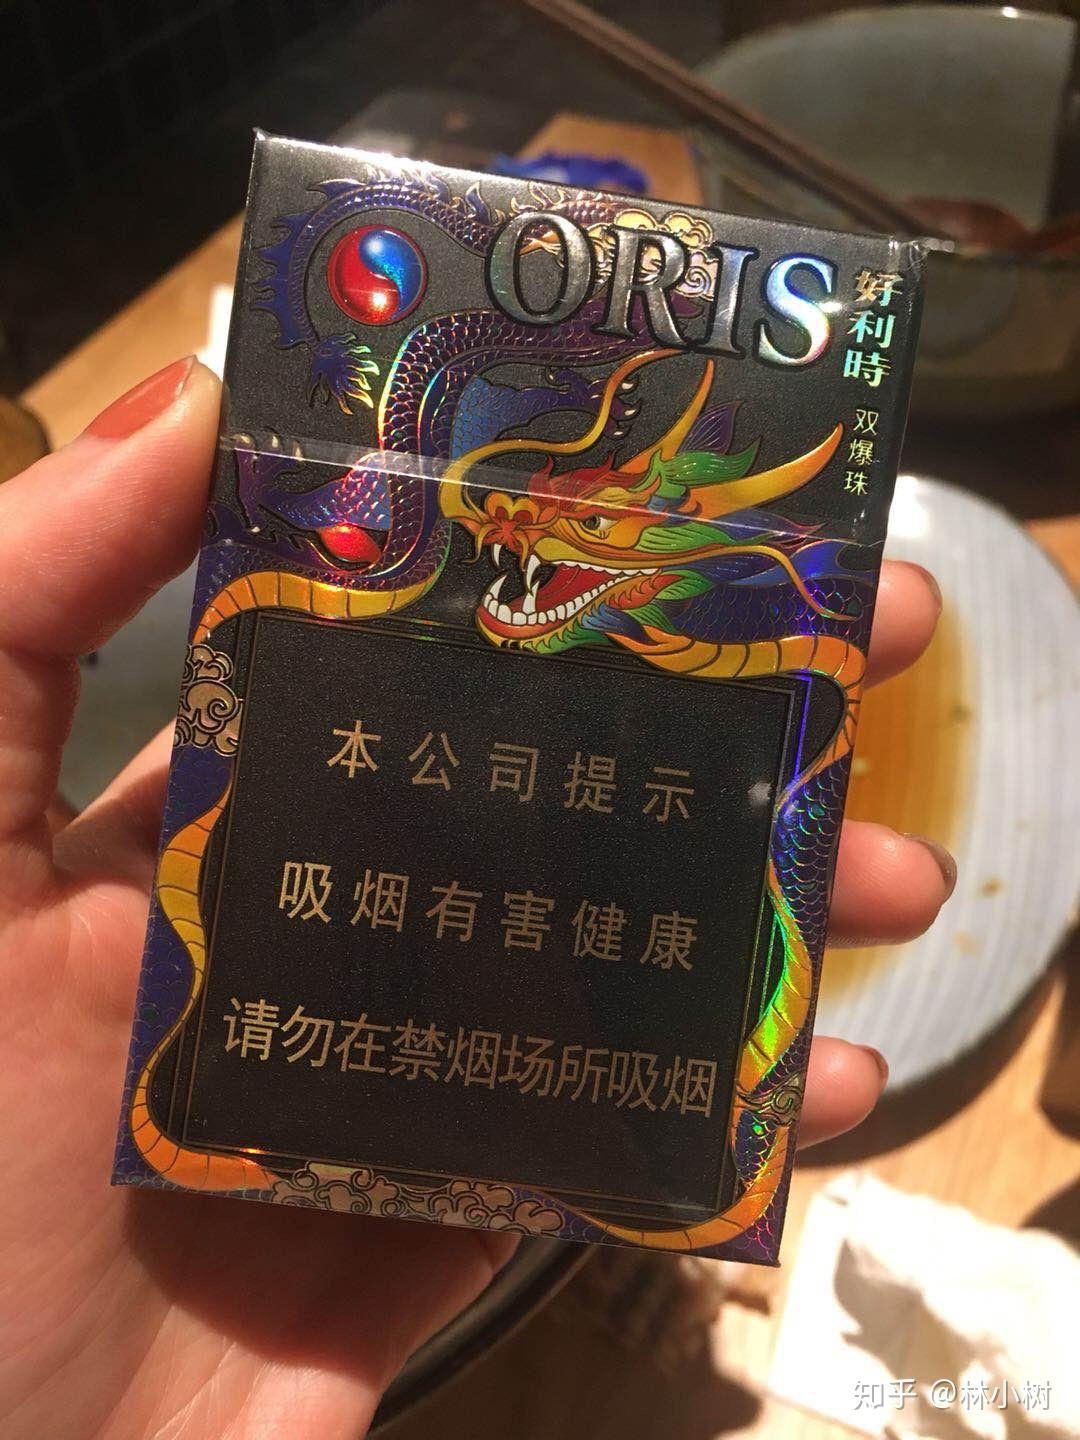 ORIS
好利時
双爆珠
本公司提示
吸烟有害健康
请勿在禁烟场所吸烟
知乎 @林小树